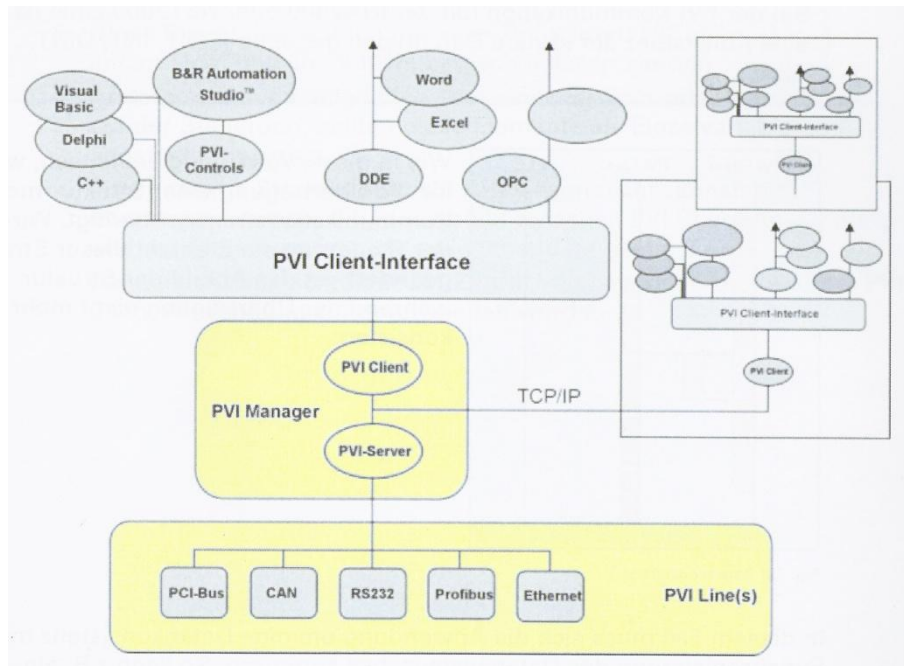 Visual
Basic
Delphi
C++
B&R Automation
Studio™
PVI-
Controls
Word
Excel
DDE
OPC
PVI Client-Interface
PVI Client
PVI Manager
PVI-Server
TCP/IP
PVI Client-Interface
PVI Client
PVI Client-Interface
PVI Client
PCI-Bus
CAN
RS232
Profibus
Ethernet
PVI Line(s)